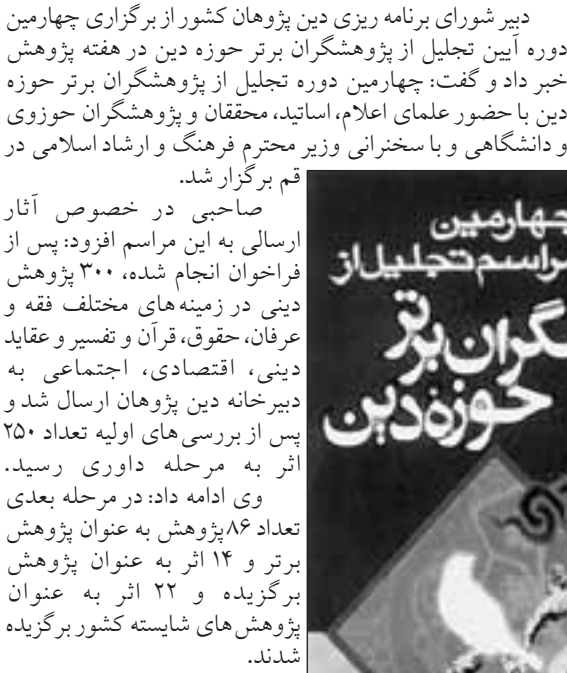 دبیر شورای برنامه ریزی دین پژوهان کشور از برگزاری چهارمین
دوره آیین تجلیل از پژوهشگران برتر حوزه دین در هفته پژوهش
خبر داد و گفت: چهارمین دوره تجلیل از پژوهشگران برتر حوزه
دین با حضور علمای اعلام، اساتید، محققان و پژوهشگران حوزوی
و دانشگاهی و با سخنرانی وزیر محترم فرهنگ و ارشاد اسلامی در
قم برگزار شد.
صاحبی در خصوص آثار
ارسالی به این مراسم افزود: پس از
فراخوان انجام شده، ۳۰۰ پژوهش
دینی در زمینه‌های مختلف فقه و
عرفان، حقوق، قرآن و تفسیر و عقاید
دینی، اقتصادی، اجتماعی به
دبیرخانه دین پژوهان ارسال شد و
پس از بررسی‌های اولیه تعداد ۲۵۰
اثر به مرحله داوری رسید.
وی ادامه داد: در مرحله بعدی
تعداد ۸۶ پژوهش به عنوان پژوهش
برتر و ۱۴ اثر به عنوان پژوهش
برگزیده و ۲۲ اثر به عنوان
پژوهش‌های شایسته کشور برگزیده
شدند.
چهارمین
مراسم تجلیل از
گران برتر
حوزه دین